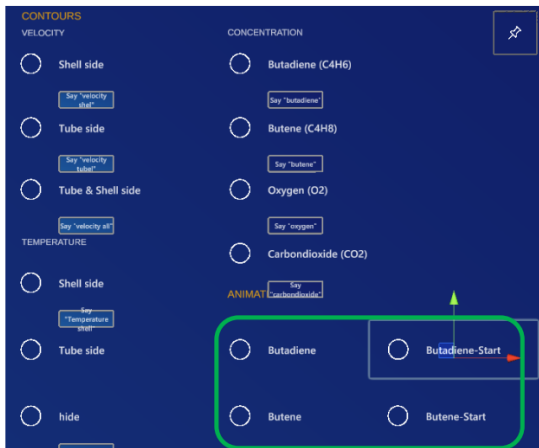 CONTOURS
VELOCITY
Shell side
Say "velocity
shel"
Tube side
Say "velocity
tubel"
Tube & Shell side
Say "velocity all"
TEMPERATURE
Shell side
Say
"Temperature
shell"
Tube side
hide
CONCENTRATION
Butadiene (C4H6)
Say "butadiene"
Butene (C4H8)
Say "butene"
Oxygen (O2)
Say "oxygen"
Carbondioxide (CO2)
Say
"carbondioxide"
Butadiene
Butadiene-Start
Butene
Butene-Start